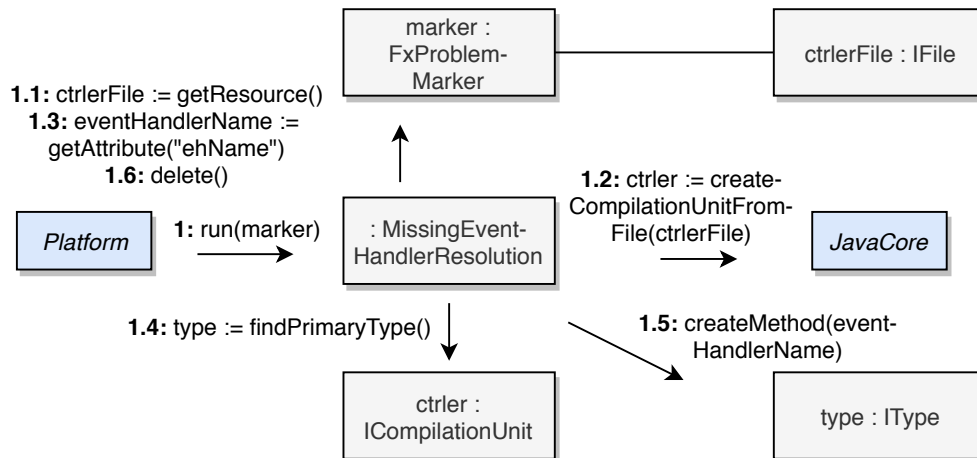 marker :
FxProblem-
Marker
ctrlerFile : IFile
1.1: ctrlerFile := getResource()
1.3: eventHandlerName :=
getAttribute("ehName")
1.6: delete()
1.2: ctrler := create-
CompilationUnitFrom-
File(ctrlerFile)
Platform
1: run(marker)
: MissingEvent-
HandlerResolution
JavaCore
1.4: type := findPrimaryType()
1.5: createMethod(event-
HandlerName)
ctrler :
ICompilationUnit
type : IType